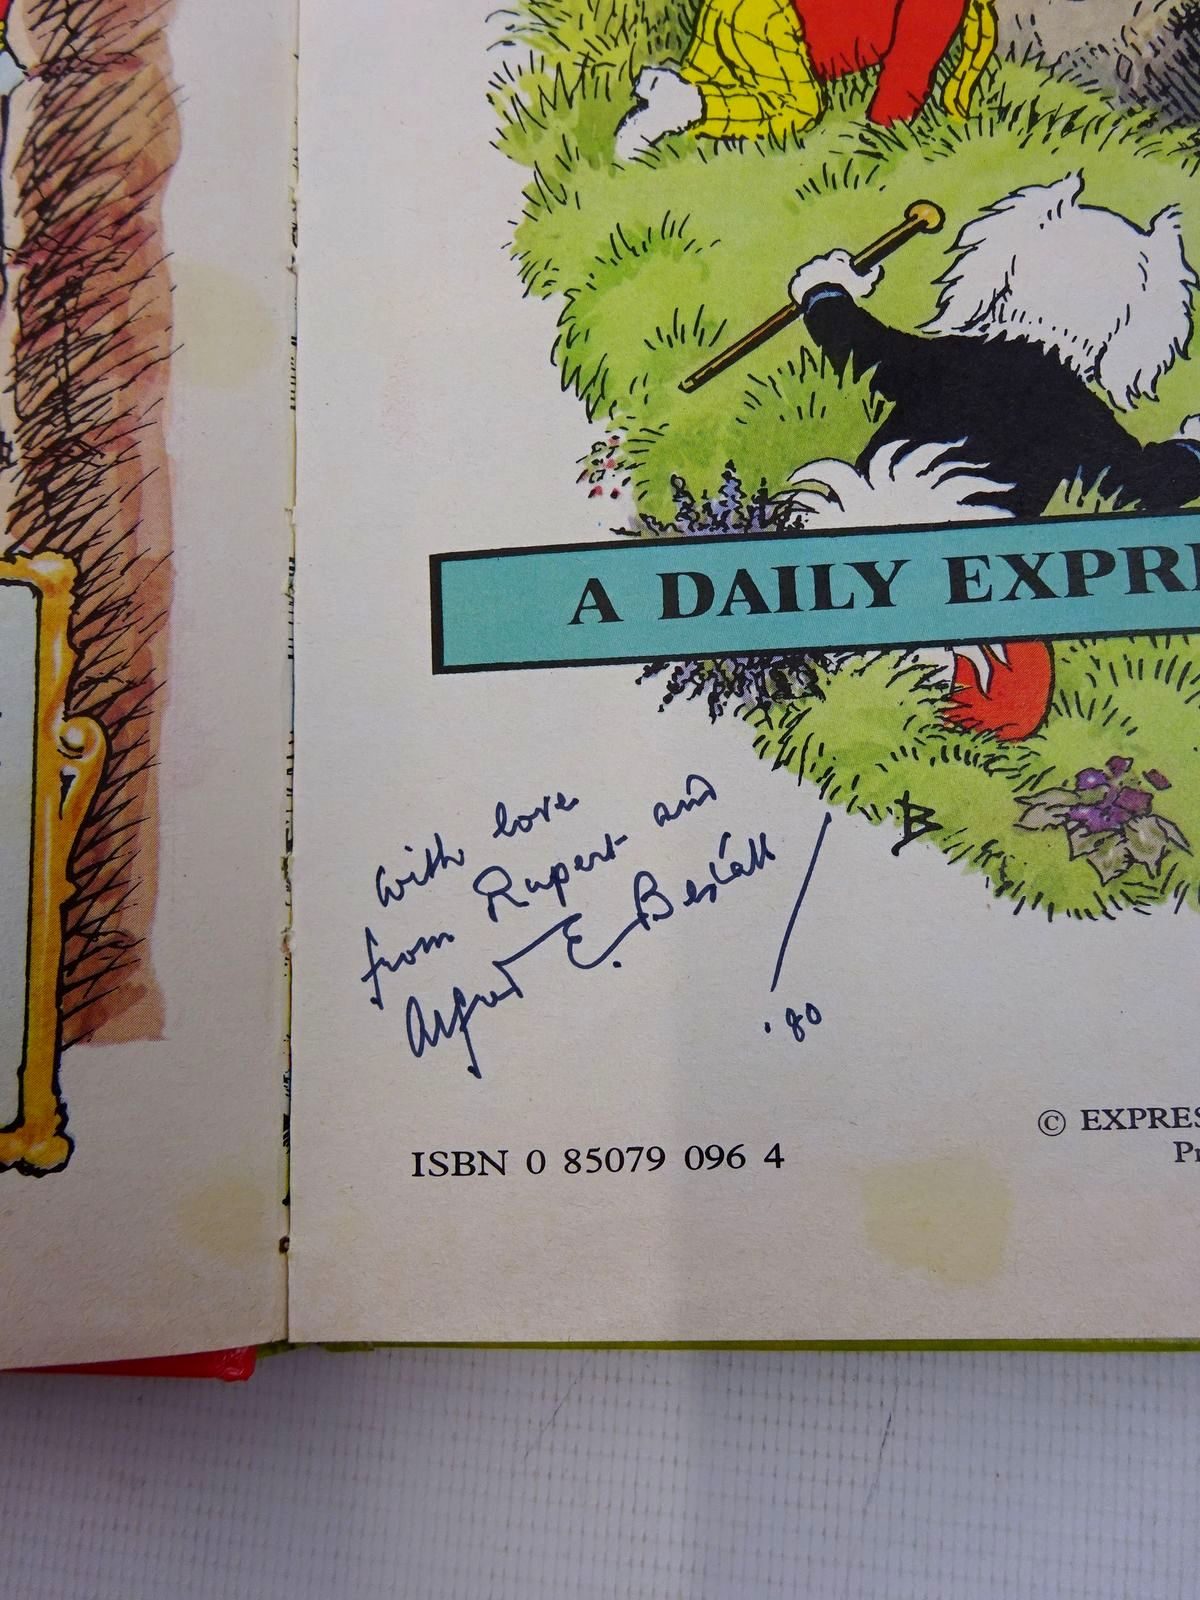 A DAILY EXPRE
B
with love
from Rupert and
Alfred E. Bestall
'80
© EXPRES
ISBN 0 85079 096 4
Pr